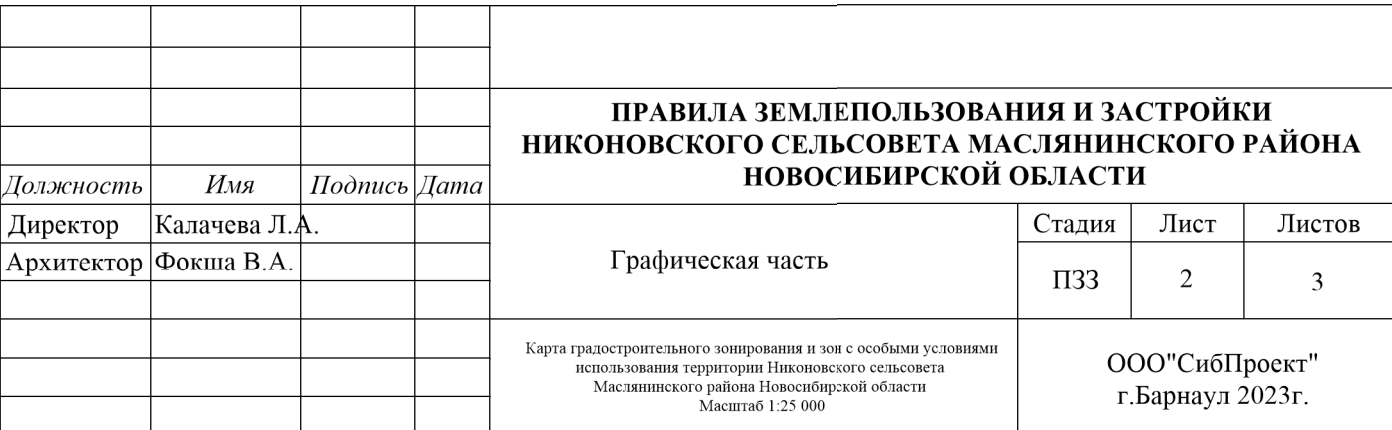 ПРАВИЛА ЗЕМЛЕПОЛЬЗОВАНИЯ И ЗАСТРОЙКИ
НИКОНОВСКОГО СЕЛЬСОВЕТА МАСЛЯНИНСКОГО РАЙОНА
НОВОСИБИРСКОЙ ОБЛАСТИ
Должность Имя Подпись Дата
Директор Калачева Л.А.
Архитектор Фокша В.А.
Графическая часть
Стадия Лист Листов
ПЗЗ 2 3
Карта градостроительного зонирования и зон с особыми условиями
использования территории Никоновского сельсовета
Маслянинского района Новосибирской области
Масштаб 1:25 000
ООО"СибПроект"
г.Барнаул 2023г.